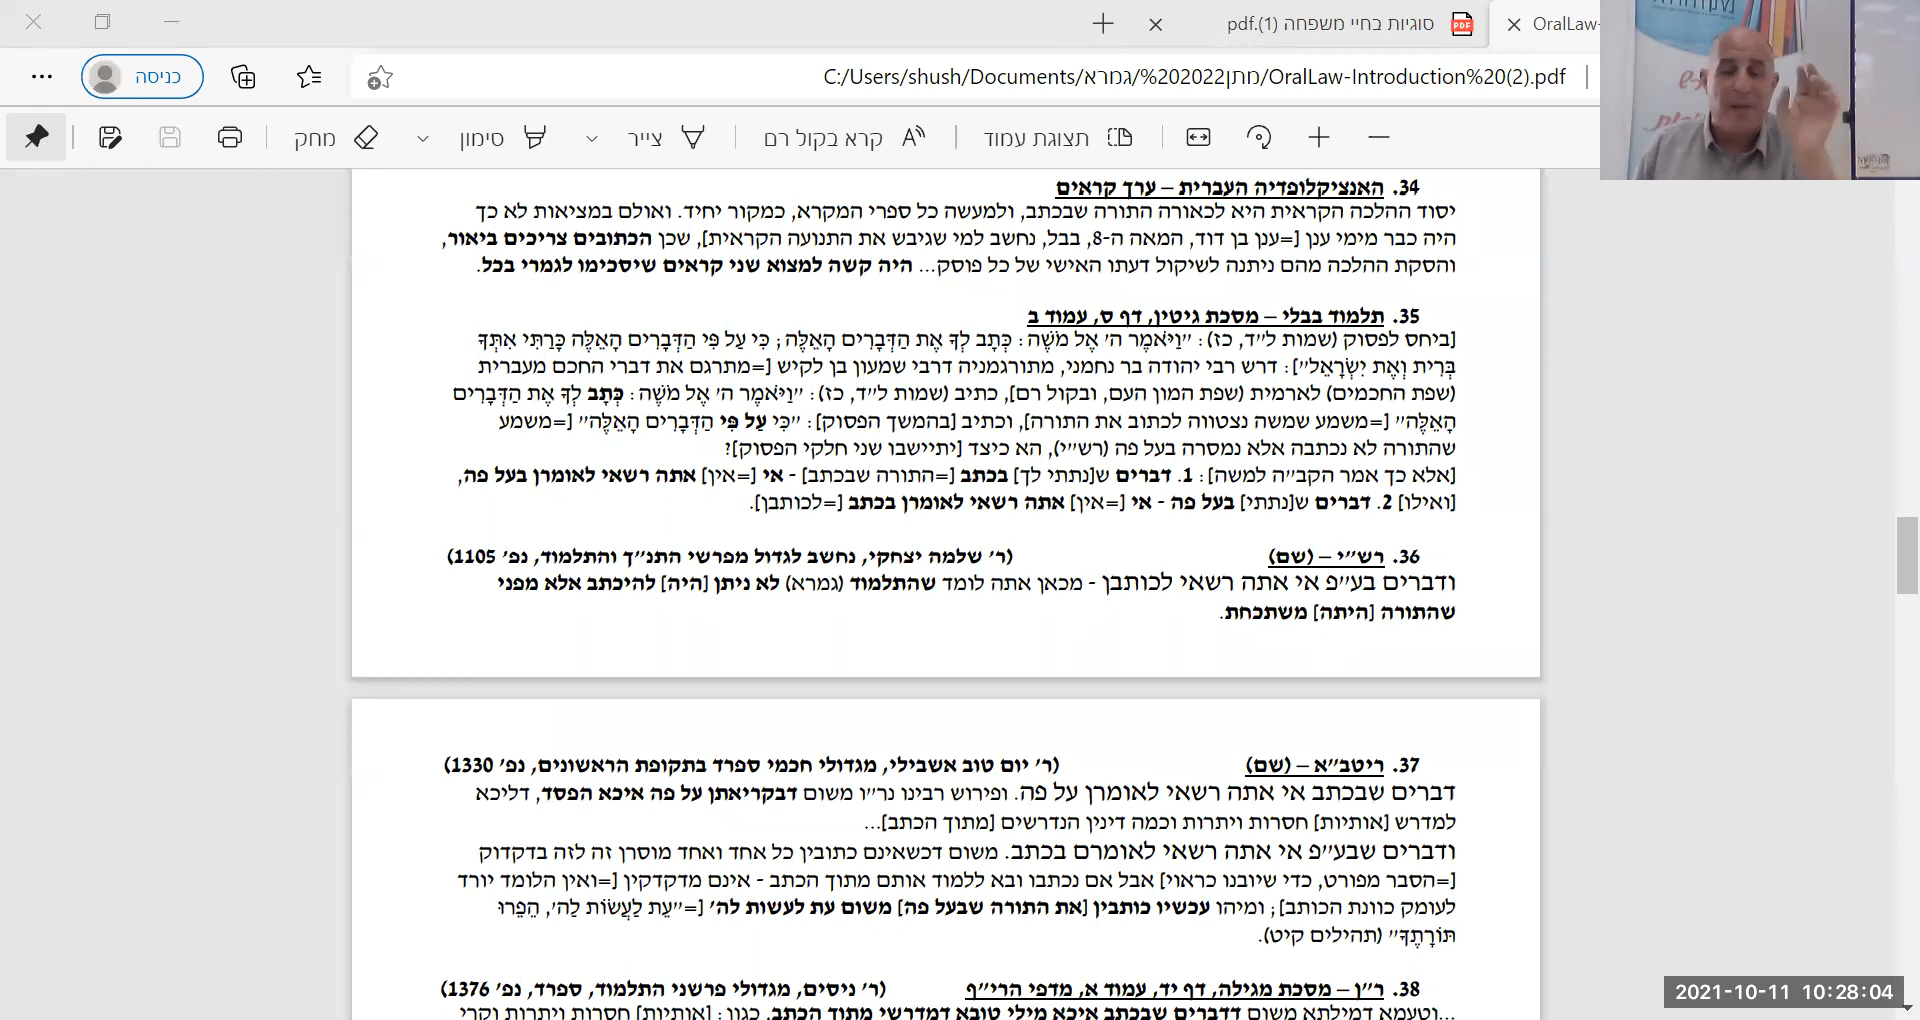 סוגיות בחיי משפחה (1).pdf
OralLaw-
כניסה
C:/Users/shush/Documents/גמרא/%202022מתן/OralLaw-Introduction%20(2).pdf
תצוגת עמוד
קרא בקול רם
צייר
סימון
מחק
34. האנציקלופדיה העברית – ערך קראים
יסוד ההלכה הקראית היא לכאורה התורה שבכתב, ולמעשה כל ספרי המקרא, כמקור יחיד. ואולם במציאות לא כך
היה כבר מימי ענן [=ענן בן דוד, המאה ה-8, בבל, נחשב למי שגיבש את התנועה הקראית], שכן הכתובים צריכים ביאור,
והסקת ההלכה מהם ניתנה לשיקול דעתו האישי של כל פוסק... היה קשה למצוא שני קראים שיסכימו לגמרי בכל.
35. תלמוד בבלי – מסכת גיטין, דף ס, עמוד ב
[ביחס לפסוק (שמות ל"ד, כז): "וַיֹּאמֶר ה' אֶל מֹשֶׁה: כְּתָב לְךָ אֶת הַדְּבָרִים הָאֵלֶּה; כִּי עַל פִּי הַדְּבָרִים הָאֵלֶּה כָּרַתִּי אִתְּךָ
בְּרִית וְאֶת יִשְׂרָאֵל"]: דרש רבי יהודה בר נחמני, מתורגמניה דרבי שמעון בן לקיש [=מתרגם את דברי החכם מעברית
(שפת החכמים) לארמית (שפת המון העם, ובקול רם], כתיב (שמות ל"ד, כז): "וַיֹּאמֶר ה' אֶל מֹשֶׁה: כְּתָב לְךָ אֶת הַדְּבָרִים
הָאֵלֶּה" [=משמע שמשה נצטווה לכתוב את התורה], וכתיב [בהמשך הפסוק]: "כִּי עַל פִּי הַדְּבָרִים הָאֵלֶּה" [=משמע
שהתורה לא נכתבה אלא נמסרה בעל פה (רש"י), הא כיצד [יתיישבו שני חלקי הפסוק]?
[אלא כך אמר הקב"ה למשה]: 1. דברים ש[נתתי לך] בכתב [=התורה שבכתב] - אי [=אין] אתה רשאי לאומרן בעל פה,
[ואילו] 2. דברים ש[נתתי] בעל פה - אי [=אין] אתה רשאי לאומרן בכתב [=לכותבן].
36. רש"י – (שם) (ר' שלמה יצחקי, נחשב לגדול מפרשי התנ"ך והתלמוד, נפ' 1105)
ודברים בע"פ אי אתה רשאי לכותבן - מכאן אתה לומד שהתלמוד (גמרא) לא ניתן [היה] להיכתב אלא מפני
שהתורה [היתה] משתכחת.
37. ריטב"א – (שם) (ר' יום טוב אשבילי, מגדולי חכמי ספרד בתקופת הראשונים, נפ' 1330)
דברים שבכתב אי אתה רשאי לאומרן על פה. ופירוש רבינו נר"ו משום דבקריאתן על פה איכא הפסד, דליכא
למדרש [אותיות] חסרות ויתרות וכמה דינין הנדרשים [מתוך הכתב]...
ודברים שבע"פ אי אתה רשאי לאומרם בכתב. משום דכשאינם כתובין כל אחד ואחד מוסרן זה לזה בדקדוק
[=הסבר מפורט, כדי שיובנו כראוי] אבל אם נכתבו ובא ללמוד אותם מתוך הכתב - אינם מדקדקין [=ואין הלומד יורד
לעומק כוונת הכותב]; ומיהו עכשיו כותבין [את התורה שבעל פה] משום עת לעשות לה' [="עֵת לַעֲשׂוֹת לַה', הֵפֵרוּ
תּוֹרָתֶךָ" (תהילים קיט).
38. ר"ן – מסכת מגילה, דף יד, עמוד א, מדפי הרי"ף (ר' ניסים, מגדולי פרשני התלמוד, ספרד, נפ' 1376)
...וטעמא דמילתא משום דדברים שבכתב איכא מילי טובא דמדרשי מתוך הכתב. כגון: [אותיות] חסרות ויתרות וקרי
2021-10-11 10:28:04